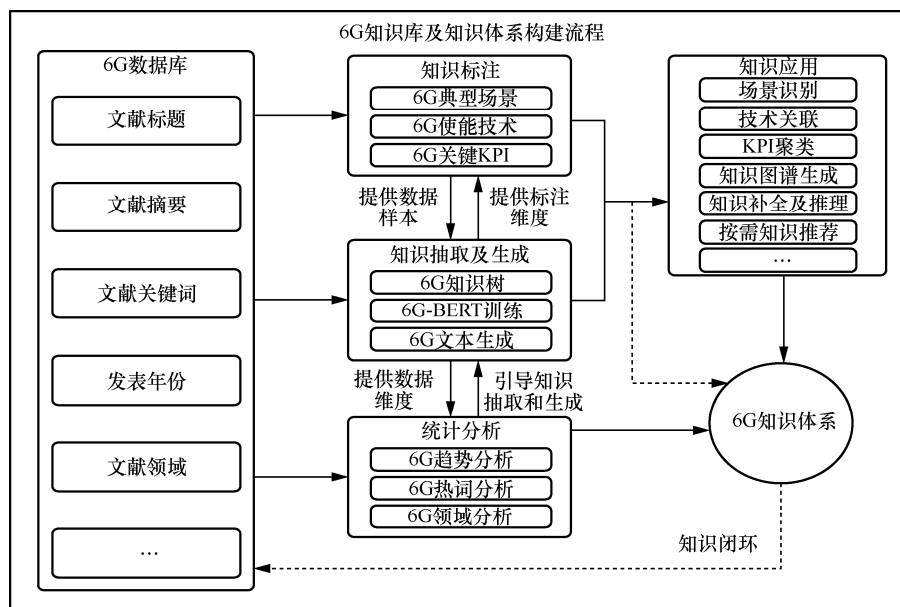 6G知识库及知识体系构建流程
6G数据库
文献标题
文献摘要
文献关键词
发表年份
文献领域
…
知识标注
6G典型场景
6G使能技术
6G关键KPI
提供数据
样本
提供标注
维度
知识抽取及生成
6G知识树
6G-BERT训练
6G文本生成
提供数据
维度
引导知识
抽取和生成
统计分析
6G趋势分析
6G热词分析
6G领域分析
知识应用
场景识别
技术关联
KPI聚类
知识图谱生成
知识补全及推理
按需知识推荐
…
6G知识体系
知识闭环